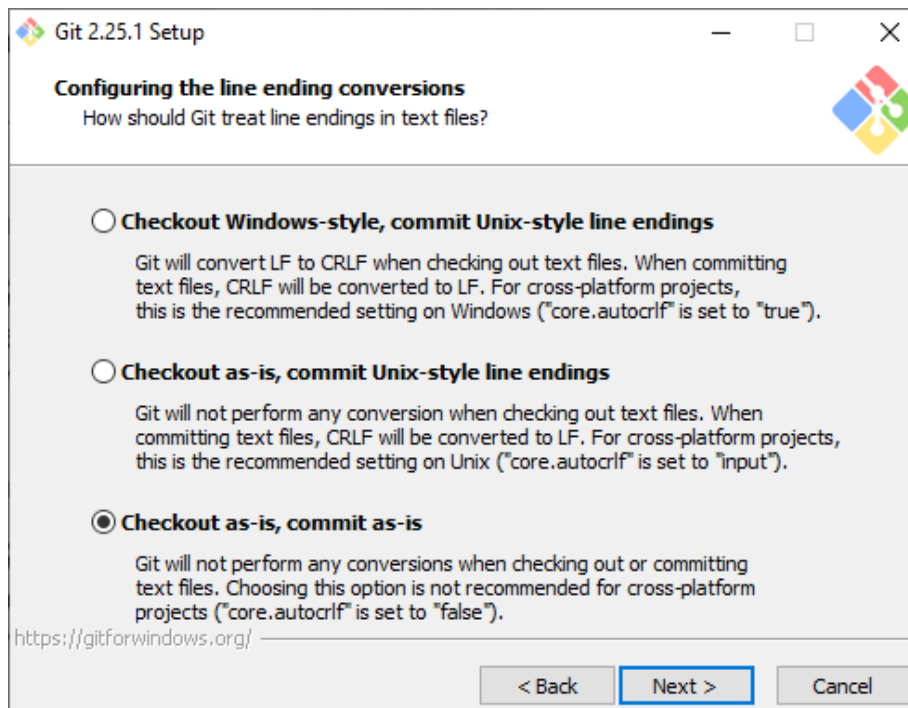 Git 2.25.1 Setup
Configuring the line ending conversions
How should Git treat line endings in text files?
Checkout Windows-style, commit Unix-style line endings
Git will convert LF to CRLF when checking out text files. When committing
text files, CRLF will be converted to LF. For cross-platform projects,
this is the recommended setting on Windows ("core.autocrlf" is set to "true").
Checkout as-is, commit Unix-style line endings
Git will not perform any conversion when checking out text files. When
committing text files, CRLF will be converted to LF. For cross-platform projects,
this is the recommended setting on Unix ("core.autocrlf" is set to "input").
Checkout as-is, commit as-is
Git will not perform any conversions when checking out or committing
text files. Choosing this option is not recommended for cross-platform
projects ("core.autocrlf" is set to "false").
https://gitforwindows.org/
< Back Next > Cancel